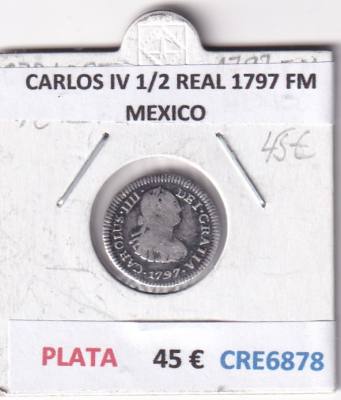 CARLOS IV 1/2 REAL 1797 FM
MEXICO
45€
CAROLUS·IIII·
DEI·GRATIA·
·1797·
PLATA 45 € CRE6878